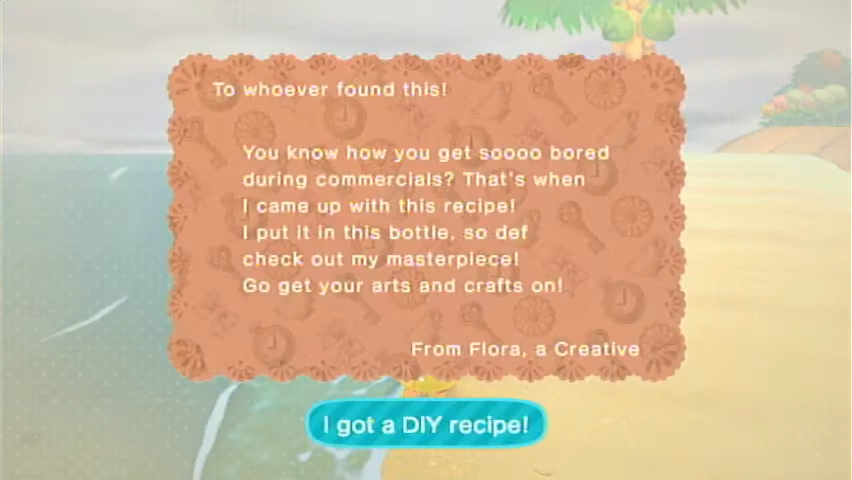 To whoever found this!
You know how you get soooo bored
during commercials? That's when
I came up with this recipe!
I put it in this bottle, so def
check out my masterpiece!
Go get your arts and crafts on!
From Flora, a Creative
I got a DIY recipe!